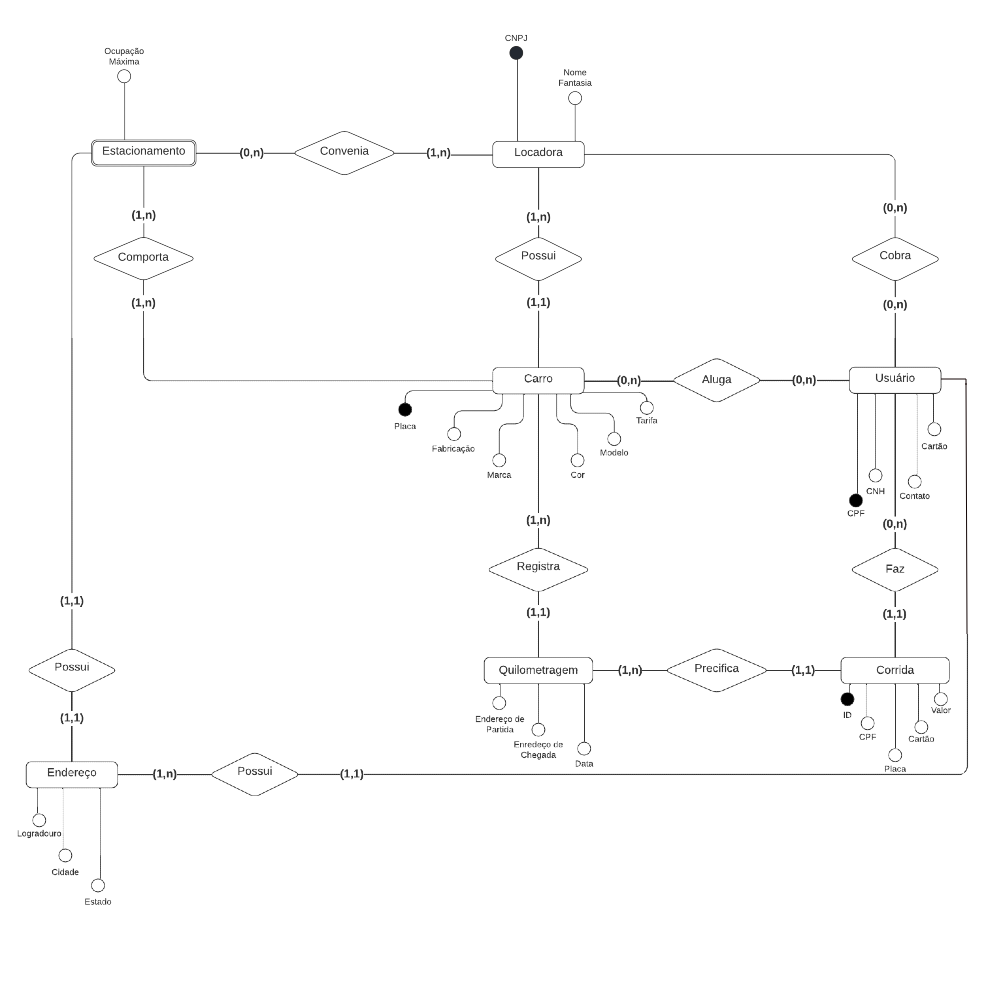 CNPJ
Ocupação
Máxima
Nome
Fantasia
Estacionamento
(0,n)
Convenia
(1,n)
Locadora
(1,n)
(1,n)
(0,n)
Comporta
Possui
Cobra
(1,n)
(1,1)
(0,n)
Carro
(0,n)
Aluga
(0,n)
Usuário
Placa
Fabricação
Marca
Cor
Modelo
Tarifa
Cartão
CNH
Contato
CPF
(1,n)
(0,n)
Registra
Faz
(1,1)
(1,1)
(1,1)
Possui
Quilometragem
(1,n)
Precifica
(1,1)
Corrida
(1,1)
Endereço de
Partida
Enredeço de
Chegada
Data
ID
CPF
Placa
Cartão
Valor
Endereço
(1,n)
Possui
(1,1)
Logradouro
Cidade
Estado